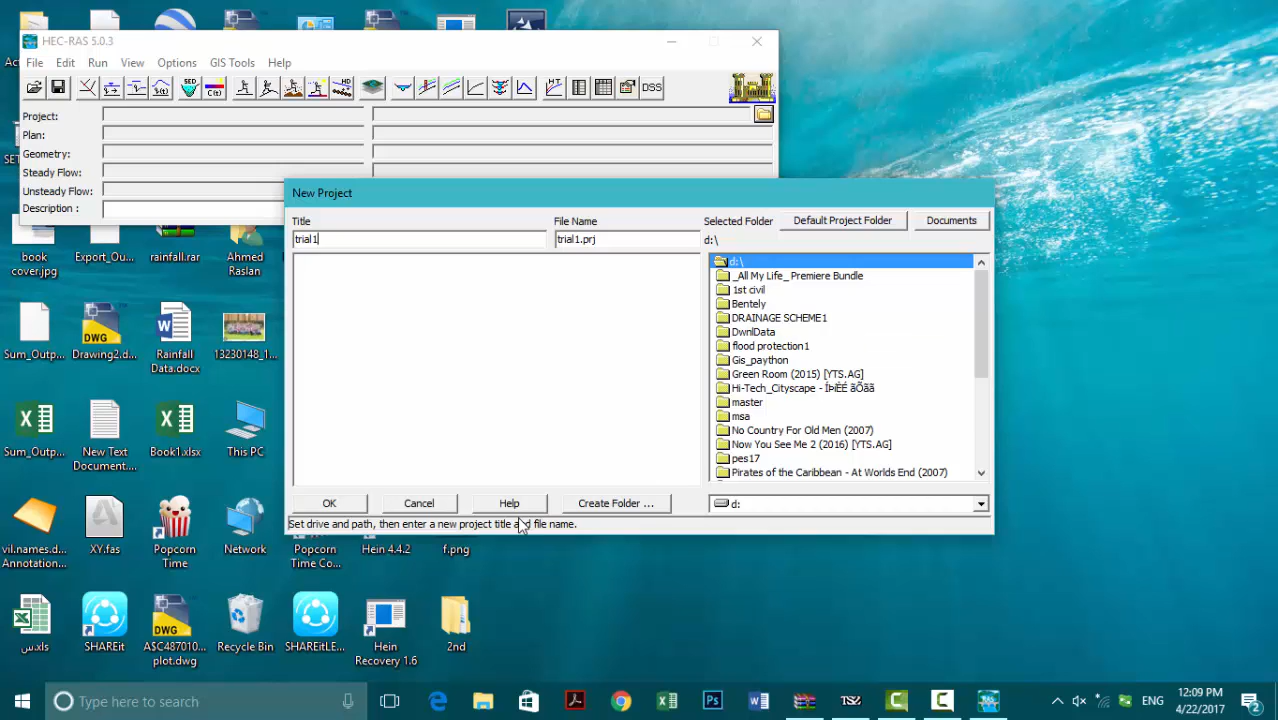 HEC-RAS 5.0.3
File Edit Run View Options GIS Tools Help
DSS
Project:
Plan:
Geometry:
Steady Flow:
Unsteady Flow:
Description :
New Project
Title
File Name
Selected Folder
Default Project Folder
Documents
trial1
trial1.prj
d:\
d:\
_All My Life_ Premiere Bundle
1st civil
Bentely
DRAINAGE SCHEME1
DwnlData
flood protection1
Gis_paython
Green Room (2015) [YTS.AG]
Hi-Tech_Cityscape - ÎÞíÈÉ ãÕãã
master
msa
No Country For Old Men (2007)
Now You See Me 2 (2016) [YTS.AG]
pes17
Pirates of the Caribbean - At Worlds End (2007)
OK
Cancel
Help
Create Folder ...
d:
Set drive and path, then enter a new project title and file name.
book cover.jpg
Export_Ou...
rainfall.rar
Ahmed Raslan
Sum_Outp...
Drawing2.d...
Rainfall Data.docx
13230148_1...
Sum_Outp...
New Text Document....
Book1.xlsx
This PC
vil.names.d... Annotation...
XY.fas
Popcorn Time
Network
Popcorn Time Co...
Hein 4.4.2
f.png
س.xls
SHAREit
ASC487010... plot.dwg
Recycle Bin
SHAREitLE...
Hein Recovery 1.6
2nd
Type here to search
ENG
12:09 PM
4/22/2017